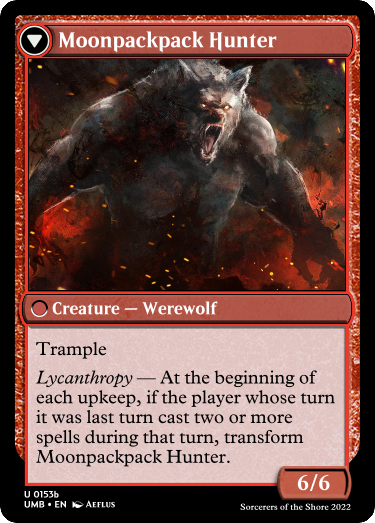 Moonpackpack Hunter
Creature — Werewolf
Trample
Lycanthropy — At the beginning of
each upkeep, if the player whose turn
it was last turn cast two or more
spells during that turn, transform
Moonpackpack Hunter.
6/6
U 0153b
UMB • EN Aeflus
Sorcerers of the Shore 2022